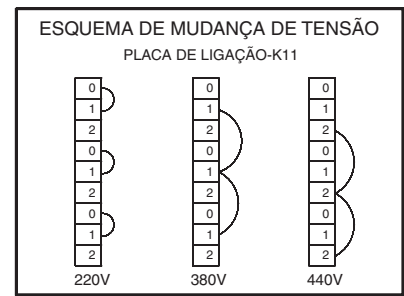 ESQUEMA DE MUDANÇA DE TENSÃO
PLACA DE LIGAÇÃO-K11
0 0 0
1 1 1
2 2 2
0 0 0
1 1 1
2 2 2
0 0 0
1 1 1
2 2 2
220V 380V 440V